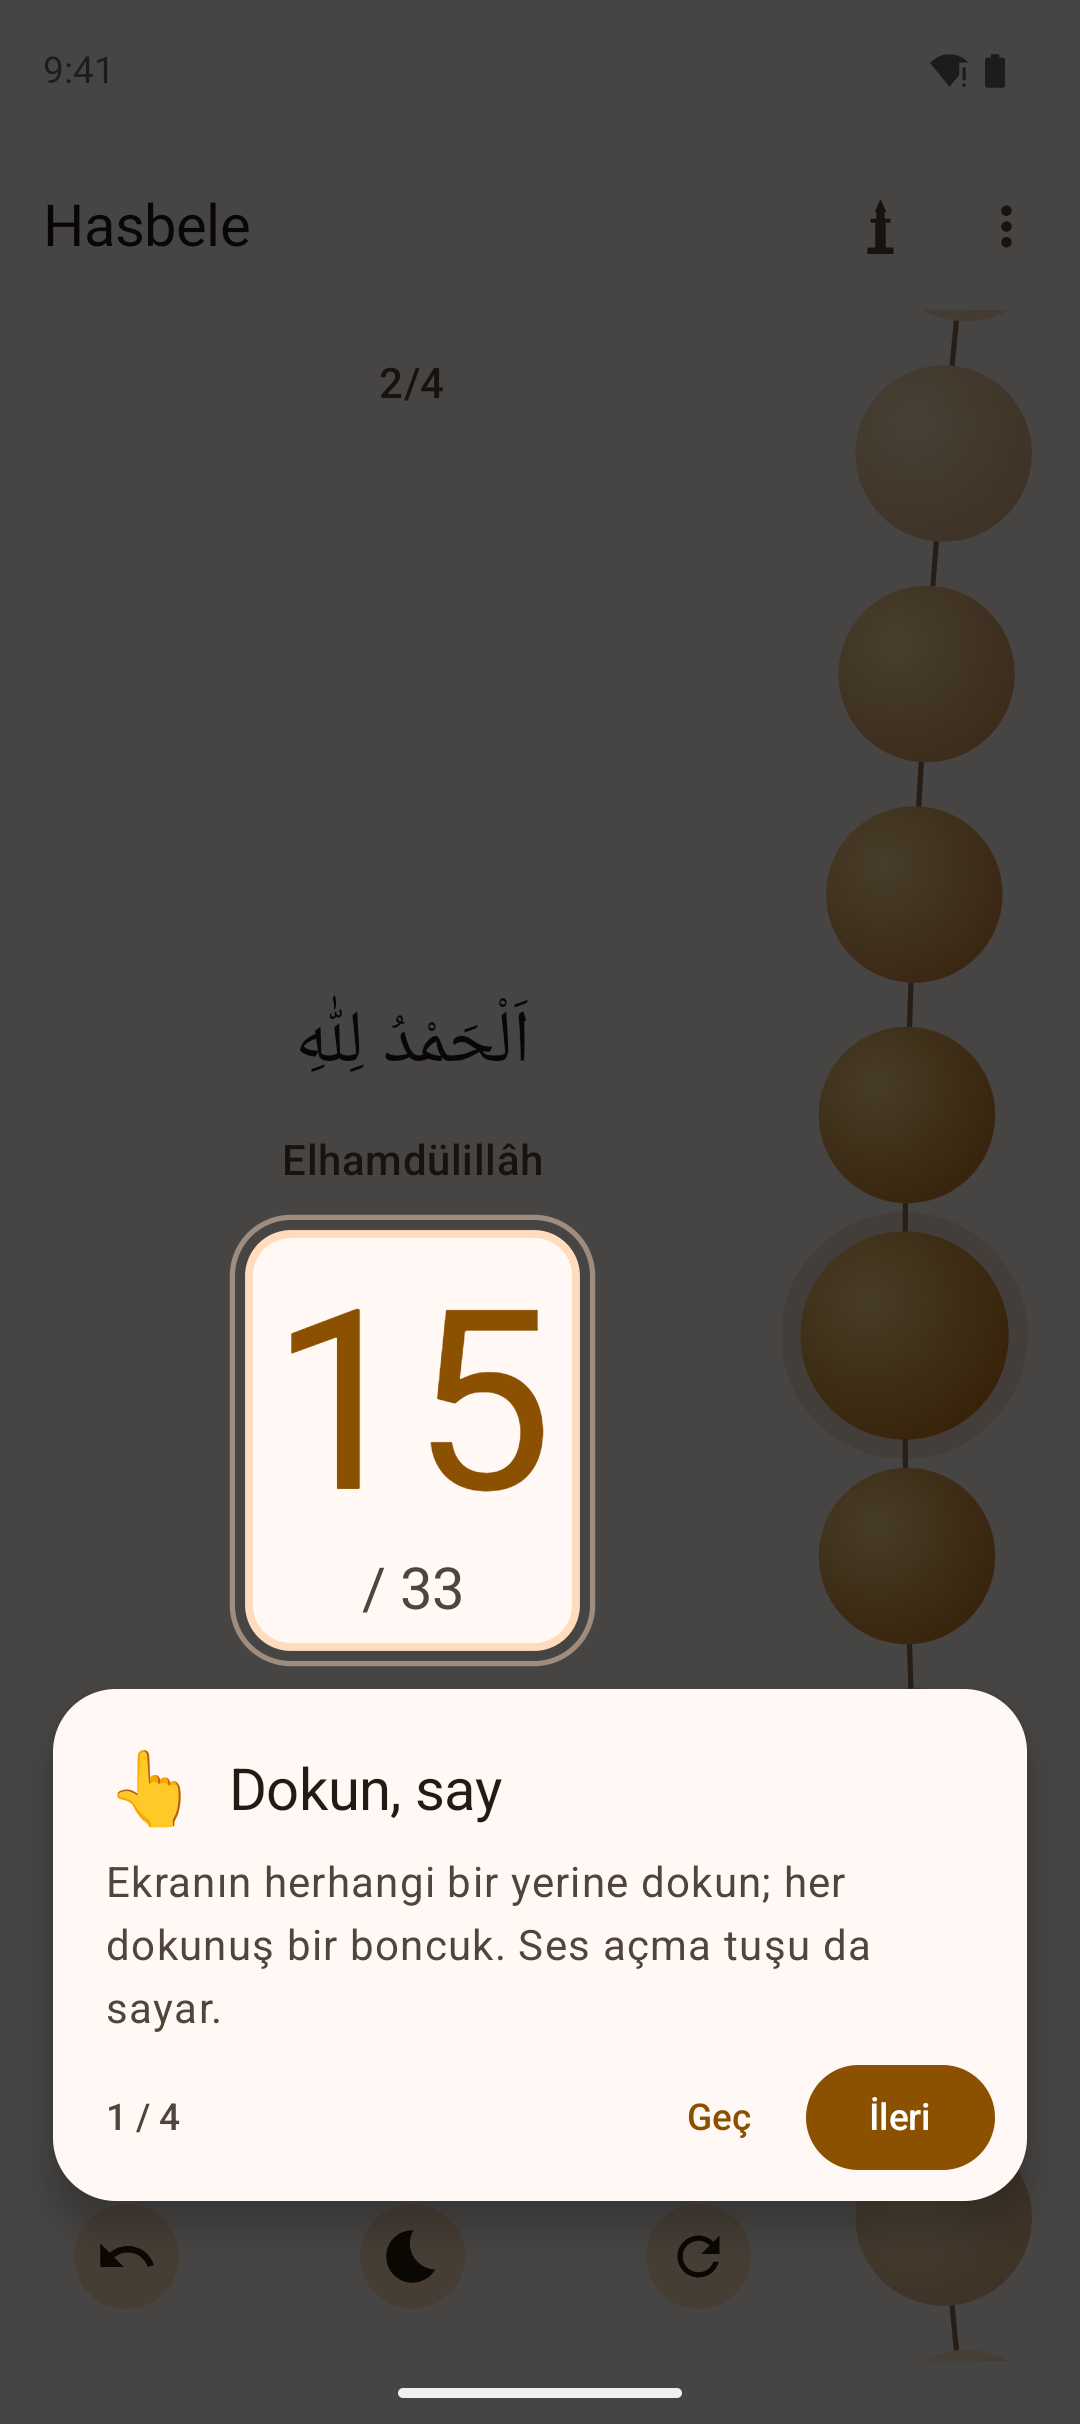 9:41
Hasbele
2/4
اَلْحَمْدُ لِلّٰهِ
Elhamdülillâh
15
/ 33
Dokun, say
Ekranın herhangi bir yerine dokun; her
dokunuş bir boncuk. Ses açma tuşu da
sayar.
1 / 4
Geç
İleri